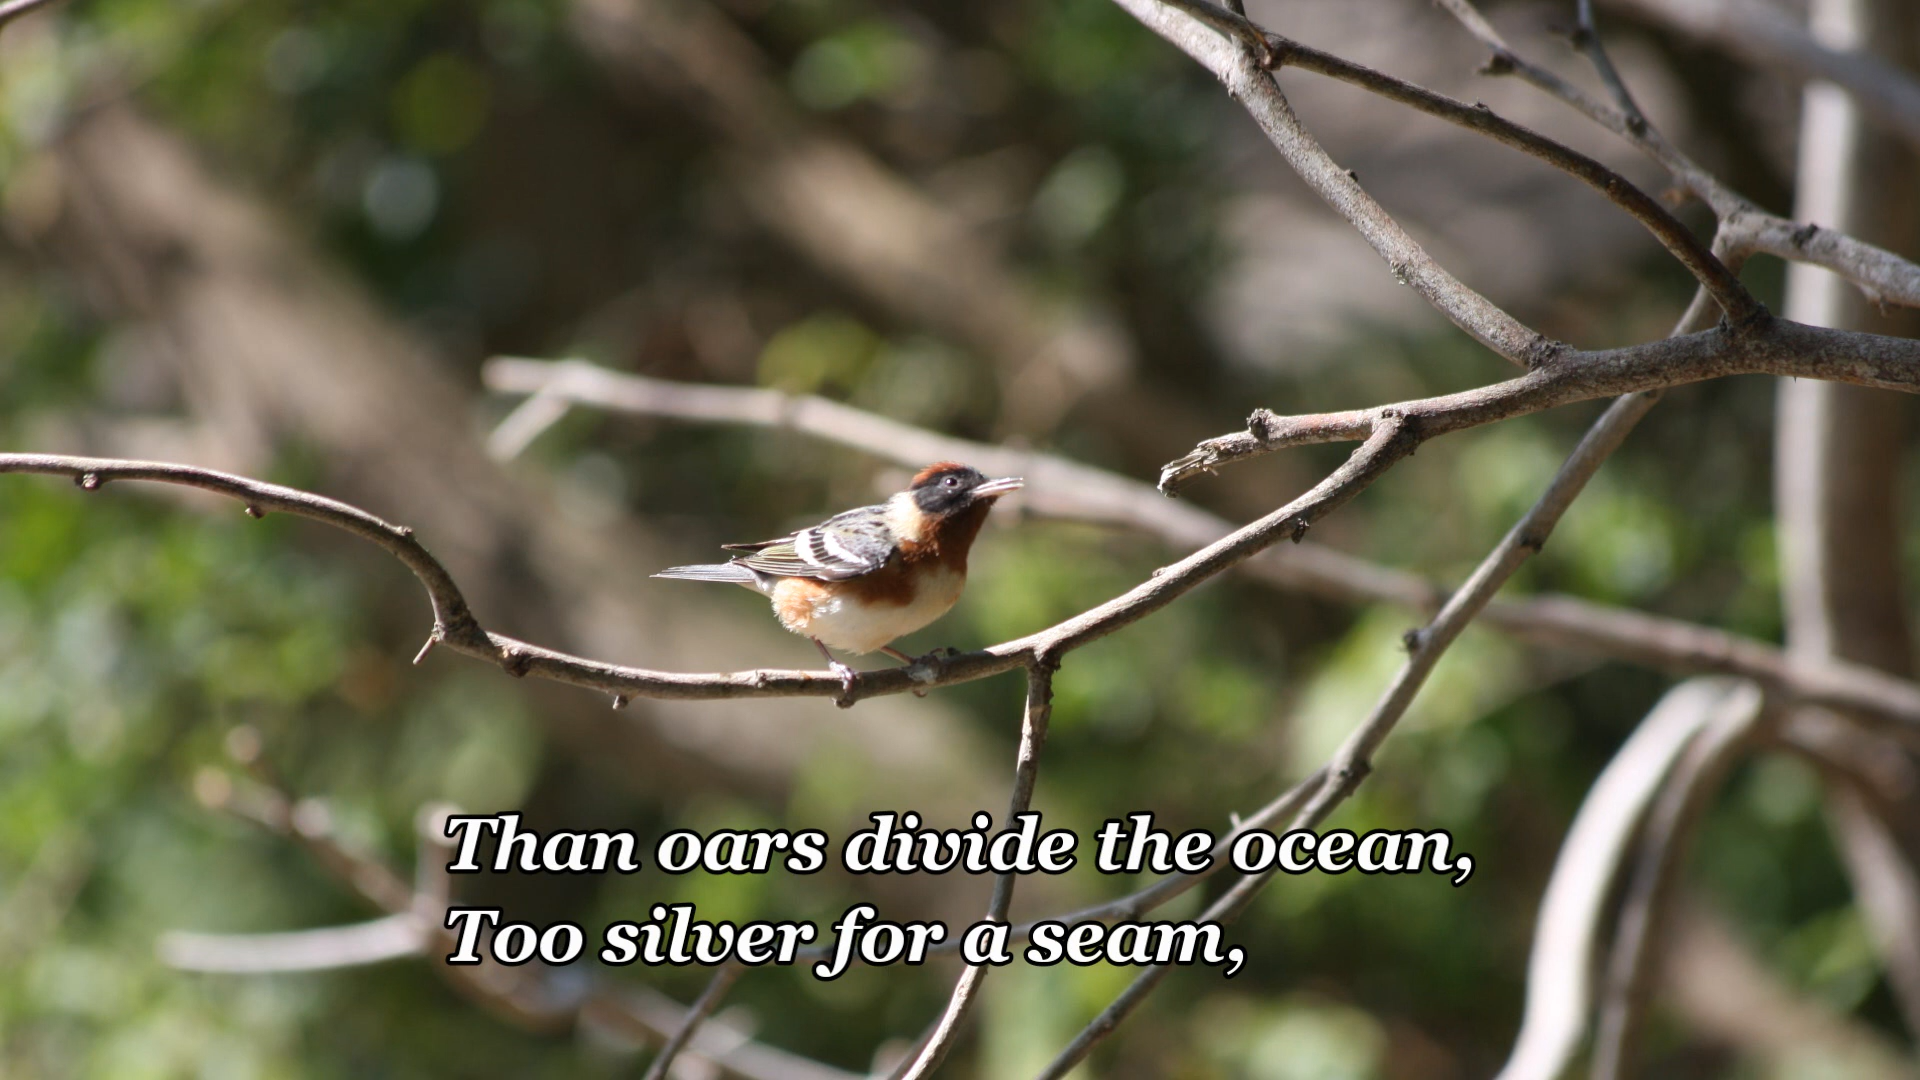 Than oars divide the ocean,
Too silver for a seam,